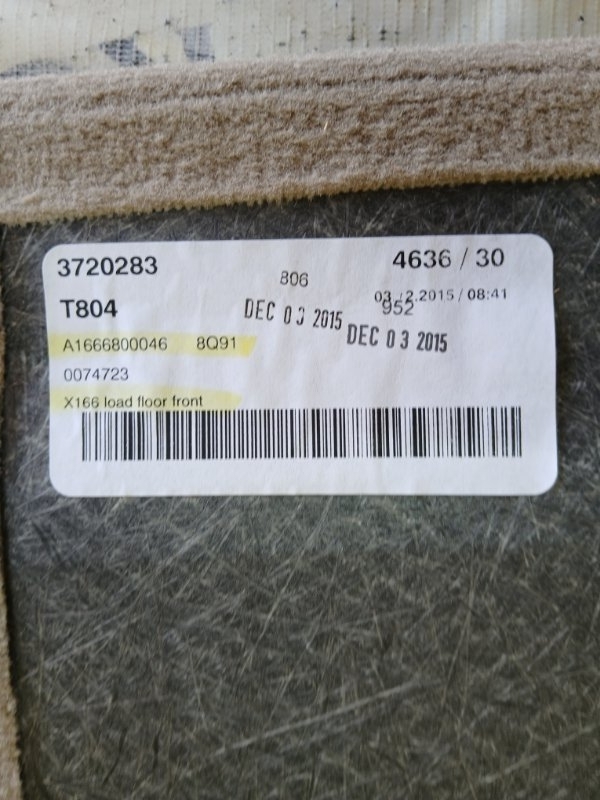 3720283
4636 / 30
806
03.12.2015 / 08:41
T804
952
DEC 03 2015
DEC 03 2015
A1666800046 8Q91
0074723
X166 load floor front